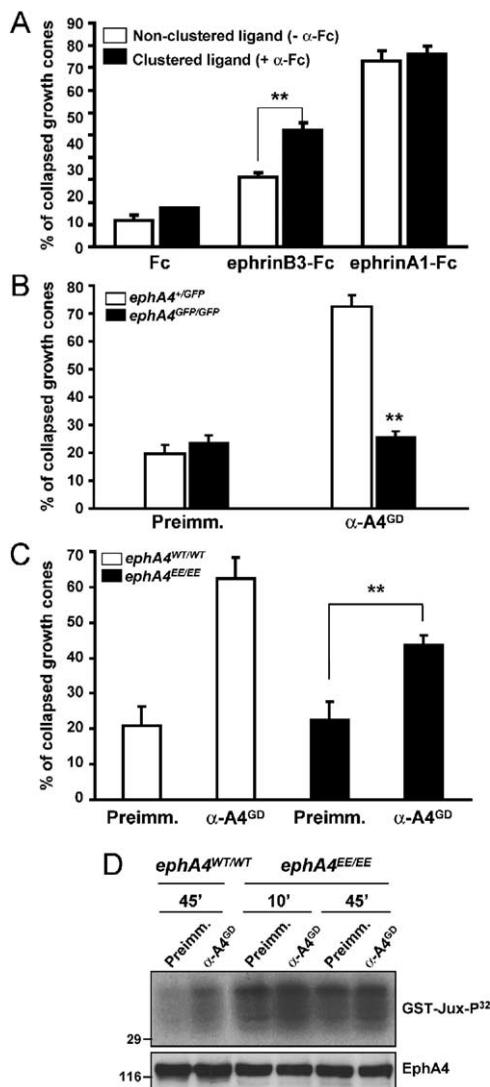 A
Non-clustered ligand (- α-Fc)
Clustered ligand (+ α-Fc)
% of collapsed growth cones
90
80
70
60
50
40
30
20
10
**
Fc ephrinB3-Fc ephrinA1-Fc
B
ephA4+/GFP
ephA4GFP/GFP
% of collapsed growth cones
80
70
60
50
40
30
20
10
0
**
Preimm. α-A4GD
C
ephA4WT/WT
ephA4EE/EE
% of collapsed growth cones
70
60
50
40
30
20
10
0
**
Preimm. α-A4GD Preimm. α-A4GD
D
ephA4WT/WT ephA4EE/EE
45' 10' 45'
Preimm. α-A4GD Preimm. α-A4GD Preimm. α-A4GD
GST-Jux-P32
29
EphA4
116